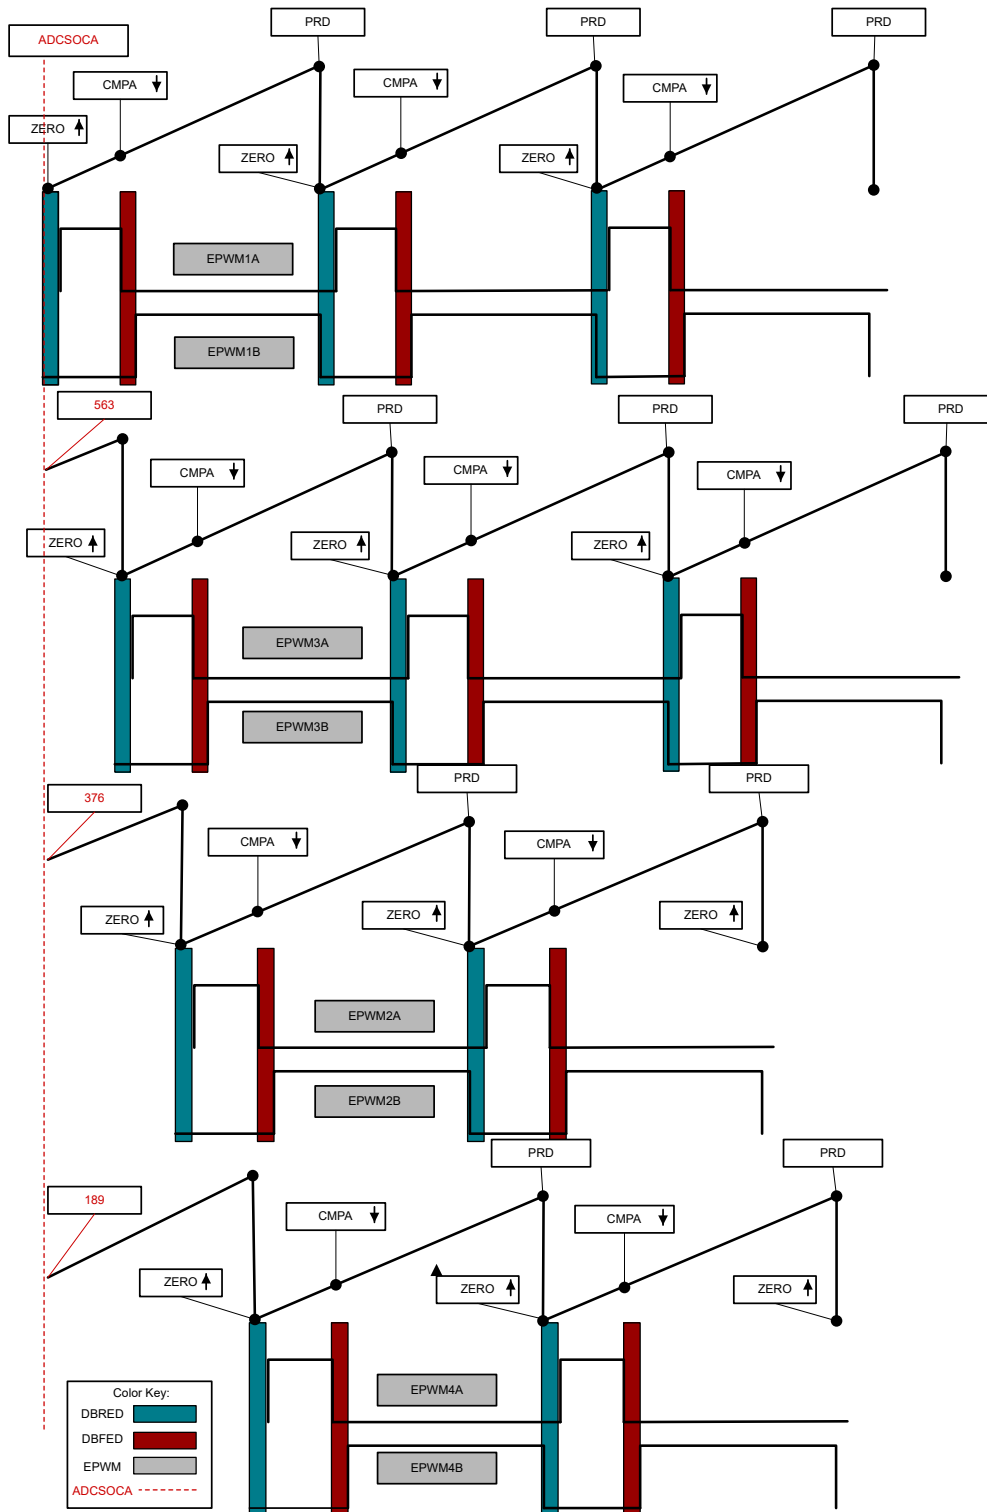 PRD
PRD
PRD
ADCSOCA
CMPA
CMPA
CMPA
ZERO
ZERO
ZERO
EPWM1A
EPWM1B
563
PRD
PRD
PRD
CMPA
CMPA
CMPA
ZERO
ZERO
ZERO
EPWM3A
EPWM3B
376
PRD
PRD
CMPA
CMPA
ZERO
ZERO
ZERO
EPWM2A
EPWM2B
189
PRD
PRD
CMPA
CMPA
ZERO
ZERO
ZERO
EPWM4A
EPWM4B
Color Key:
DBRED
DBFED
EPWM
ADCSOCA